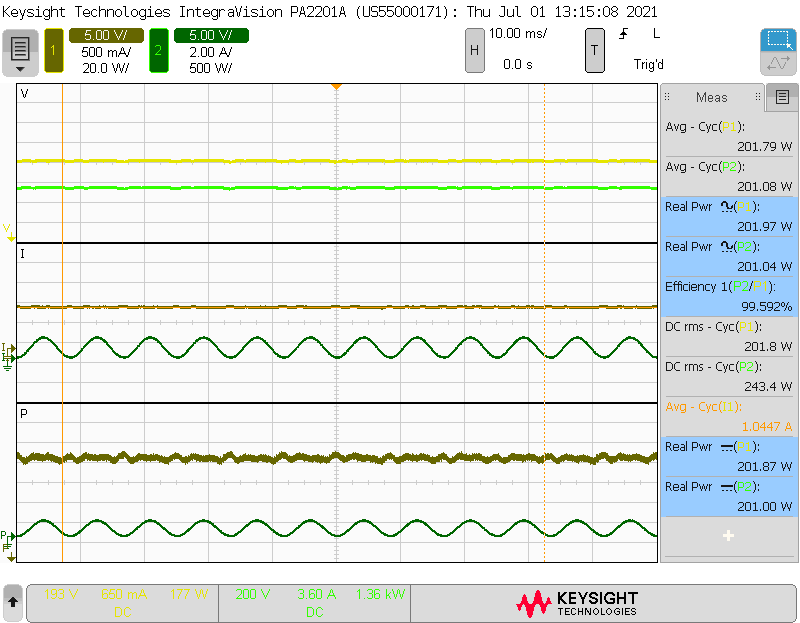 Keysight Technologies IntegraVision PA2201A (US55000171): Thu Jul 01 13:15:08 2021
1 5.00 V/ 2 5.00 V/ H 10.00 ms/ T L
500 mA/ 2.00 A/
20.0 W/ 500 W/ 0.0 s Trig'd
V
Meas
Avg - Cyc(P1):
201.79 W
Avg - Cyc(P2):
201.08 W
Real Pwr (P1):
201.97 W
Real Pwr (P2):
201.04 W
Efficiency 1(P2/P1):
99.592%
DC rms - Cyc(P1):
201.8 W
DC rms - Cyc(P2):
243.4 W
Avg - Cyc(I1):
1.0447 A
Real Pwr (P1):
201.87 W
Real Pwr (P2):
201.00 W
V
I
I
P
P
193 V 650 mA 177 W 200 V 3.60 A 1.36 kW
DC DC
KEYSIGHT
TECHNOLOGIES